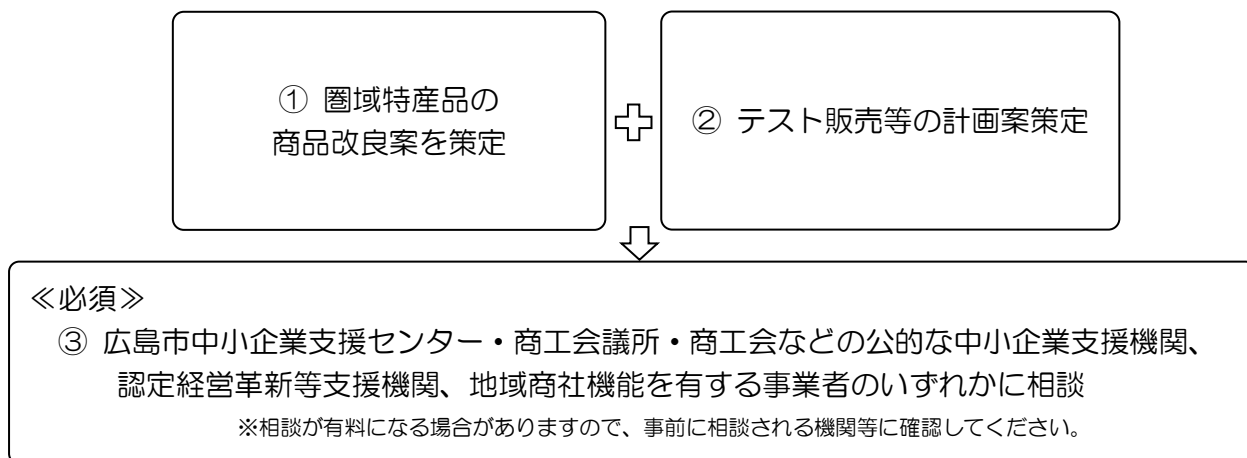 ① 圏域特産品の
商品改良案を策定
② テスト販売等の計画案策定
≪必須≫
③ 広島市中小企業支援センター・商工会議所・商工会などの公的な中小企業支援機関、
認定経営革新等支援機関、地域商社機能を有する事業者のいずれかに相談
※相談が有料になる場合がありますので、事前に相談される機関等に確認してください。